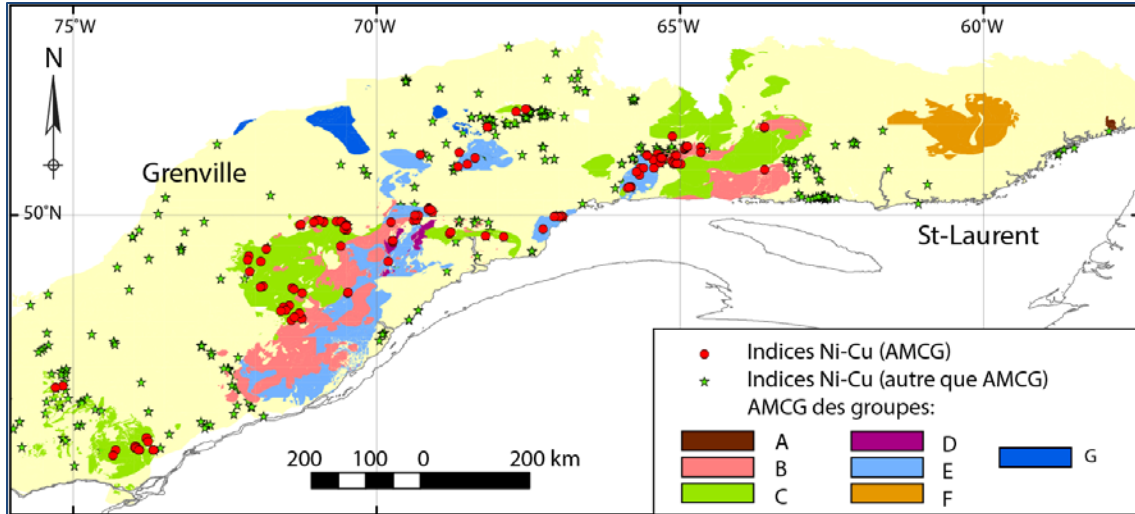 75°W 70°W 65°W 60°W
N
Grenville
50°N 50°N
St-Laurent
Indices Ni-Cu (AMCG)
Indices Ni-Cu (autre que AMCG)
AMCG des groupes:
A D G
B E
C F
200 100 0 200 km